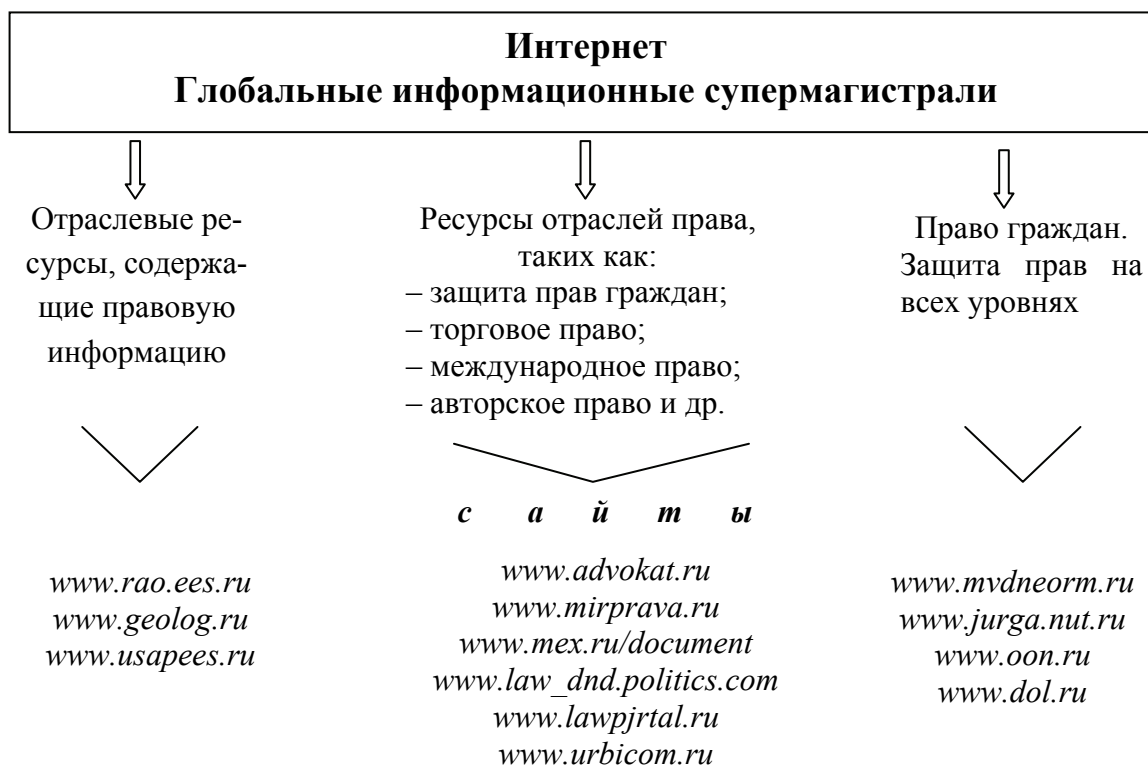 Интернет
Глобальные информационные супермагистрали
Отраслевые ре-
сурсы, содержа-
щие правовую
информацию
Ресурсы отраслей права,
таких как:
– защита прав граждан;
– торговое право;
– международное право;
– авторское право и др.
Право граждан.
Защита прав на
всех уровнях
с а й т ы
www.rao.ees.ru
www.geolog.ru
www.usapees.ru
www.advokat.ru
www.mirprava.ru
www.mex.ru/document
www.law_dnd.politics.com
www.lawpjrtal.ru
www.urbicom.ru
www.mvdneorm.ru
www.jurga.nut.ru
www.oon.ru
www.dol.ru